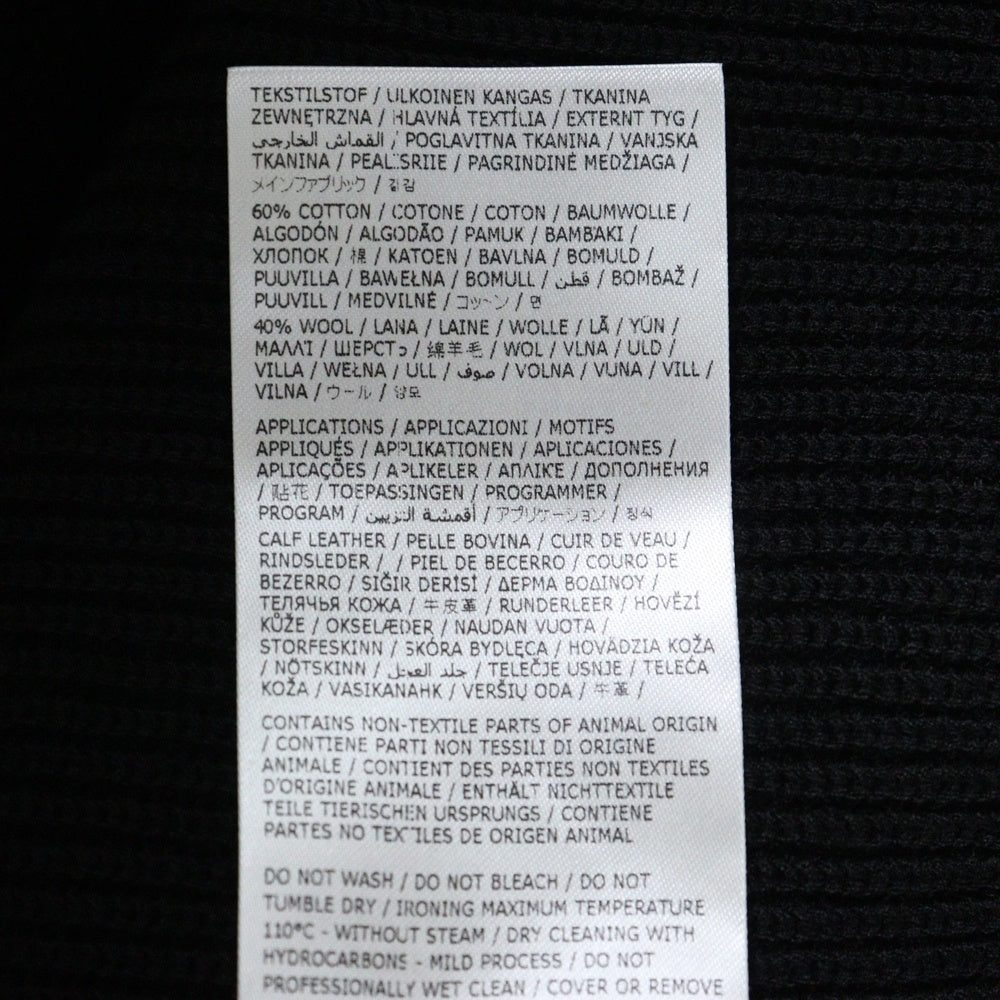 TEKSTILSTOF / ULKOINEN KANGAS / TKANINA
ZEWNĘTRZNA / HLAVNÁ TEXTÍLIA / EXTERNT TYG /
القماش الخارجي / POGLAVITNA TKANINA / VANJSKA
TKANINA / PEALISRIIE / PAGRINDINĖ MEDŽIAGA /
メインファブリック / 겉감
60% COTTON / COTONE / COTON / BAUMWOLLE /
ALGODÓN / ALGODÃO / PAMUK / ΒΑΜΒΑΚΙ /
ХЛОПОК / 棉 / KATOEN / BAVLNA / BOMULD /
PUUVILLA / BAWEŁNA / BOMULL / قطن / BOMBAŽ /
PUUVILL / MEDVILNĖ / コットン / 면
40% WOOL / LANA / LAINE / WOLLE / LÃ / YÜN /
ΜΑΛΛΊ / ШЕРСТЬ / 绵羊毛 / WOL / VLNA / ULD /
VILLA / WEŁNA / ULL / صوف / VOLNA / VUNA / VILL /
VILNA / ウール / 양모
APPLICATIONS / APPLICAZIONI / MOTIFS
APPLIQUÉS / APPLIKATIONEN / APLICACIONES /
APLICAÇÕES / APLIKELER / ΑΠΛΙΚΈ / ДОПОЛНЕНИЯ
/ 贴花 / TOEPASSINGEN / PROGRAMMER /
PROGRAM / أقمشة التزيين / アプリケーション / 장식
CALF LEATHER / PELLE BOVINA / CUIR DE VEAU /
RINDSLEDER / / PIEL DE BECERRO / COURO DE
BEZERRO / SIĞIR DERİSİ / ΔΕΡΜΑ ΒΟΔΙΝΟΥ /
ТЕЛЯЧЬЯ КОЖА / 牛皮革 / RUNDERLEER / HOVĚZÍ
KŮŽE / OKSELÆDER / NAUDAN VUOTA /
STORFESKINN / SKÓRA BYDLĘCA / HOVÄDZIA KOŽA
/ NÖTSKINN / جلد العجل / TELEČJE USNJE / TELEĆA
KOŽA / VASIKANAHK / VERŠIŲ ODA / 牛革 /
CONTAINS NON-TEXTILE PARTS OF ANIMAL ORIGIN
/ CONTIENE PARTI NON TESSILI DI ORIGINE
ANIMALE / CONTIENT DES PARTIES NON TEXTILES
D'ORIGINE ANIMALE / ENTHÄLT NICHTTEXTILE
TEILE TIERISCHEN URSPRUNGS / CONTIENE
PARTES NO TEXTILES DE ORIGEN ANIMAL
DO NOT WASH / DO NOT BLEACH / DO NOT
TUMBLE DRY / IRONING MAXIMUM TEMPERATURE
110°C - WITHOUT STEAM / DRY CLEANING WITH
HYDROCARBONS - MILD PROCESS / DO NOT
PROFESSIONALLY WET CLEAN / COVER OR REMOVE